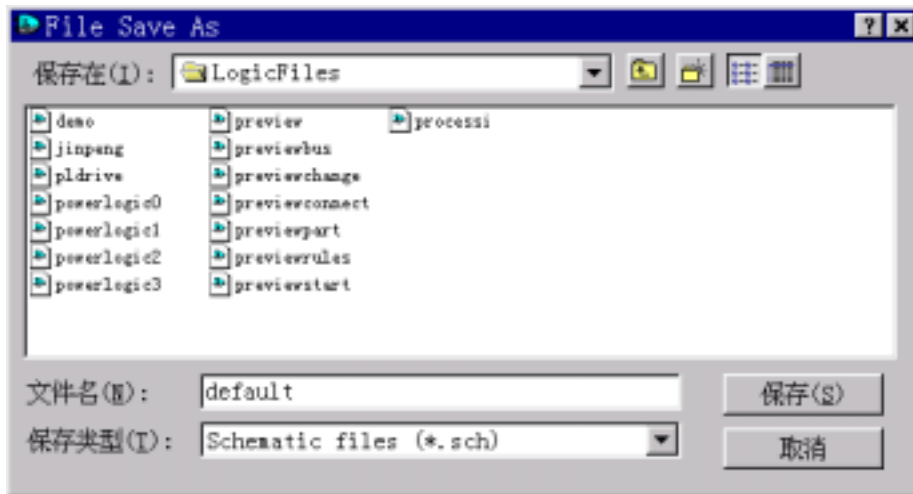 File Save As
保存在(I): LogicFiles
demo preview processi
jinpeng previewbus
pldrive previewchange
powerlogic0 previewconnect
powerlogic1 previewpart
powerlogic2 previewrules
powerlogic3 previewstart
文件名(N): default 保存(S)
保存类型(T): Schematic files (*.sch) 取消